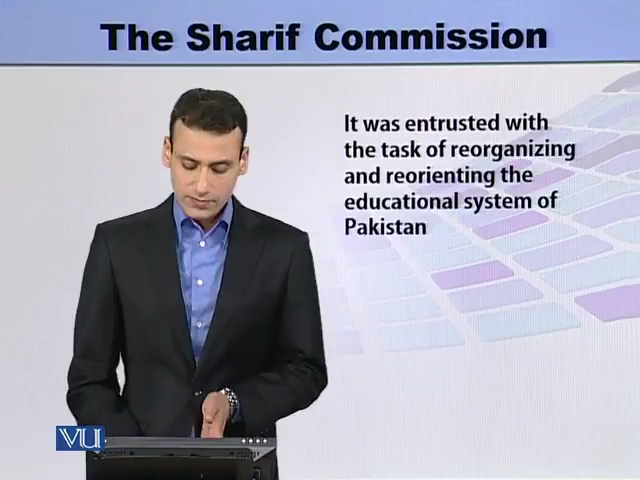 The Sharif Commission
It was entrusted with
the task of reorganizing
and reorienting the
educational system of
Pakistan
VU